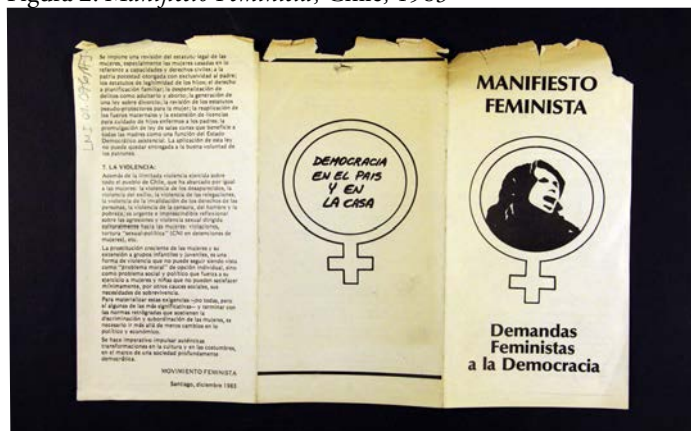 Figura 2. Manifiesto Feminista, Chile, 1983
Se impone una revisión del estatuto legal de las
mujeres, especialmente las mujeres casadas en lo
referente a capacidades y derechos civiles; a la
patria potestad otorgada con exclusividad al padre;
los estatutos de legitimidad de los hijos; el derecho
a planificación familiar; la despenalización de
delitos como adulterio y aborto; la generación de
una ley sobre divorcio; la revisión de los estatutos
pseudo-protectores para la mujer; la reaplicación de
los fueros maternales y la extensión de licencias
para cuidado de hijos enfermos a los padres; la
promulgación de ley de salas cunas que beneficie a
todas las madres como una función del Estado
Democrático asistencial. La aplicación de esta ley
no puede quedar entregada a la buena voluntad de
los patrones.
7. LA VIOLENCIA:
Además de la ilimitada violencia ejercida sobre
todo el pueblo de Chile, que ha abarcado por igual
a las mujeres: la violencia de los desaparecidos, la
violencia del exilio, la violencia de las relegaciones,
la violencia de la invalidación de los derechos de las
personas, la violencia de la censura, del hambre y la
pobreza; es urgente e imprescindible reflexionar
sobre las agresiones y violencia sexual dirigida
culturalmente hacia las mujeres: violaciones,
tortura "sexual-política" (CNI en detenciones de
mujeres), etc.
La prostitución creciente de las mujeres y su
extensión a grupos infantiles y juveniles, es una
forma de violencia que no puede seguir siendo vista
como "problema moral" de opción individual, sino
como problema social y político que fuerza a su
ejercicio a mujeres y niñas que no pueden satisfacer
mínimamente, por otros cauces sociales, sus
necesidades de sobrevivencia.
Para materializar estas exigencias —no todas, pero
sí algunas de las más significativas— y terminar con
las normas retrógradas que sostienen la
discriminación y subordinación de las mujeres, es
necesario ir más allá de meros cambios en lo
político y económico.
Se hace imperativo impulsar auténticas
transformaciones en la cultura y en las costumbres,
en el marco de una sociedad profundamente
democrática.
MOVIMIENTO FEMINISTA
Santiago, diciembre 1983
DEMOCRACIA
EN EL PAIS
Y EN
LA CASA
MANIFIESTO
FEMINISTA
Demandas
Feministas
a la Democracia